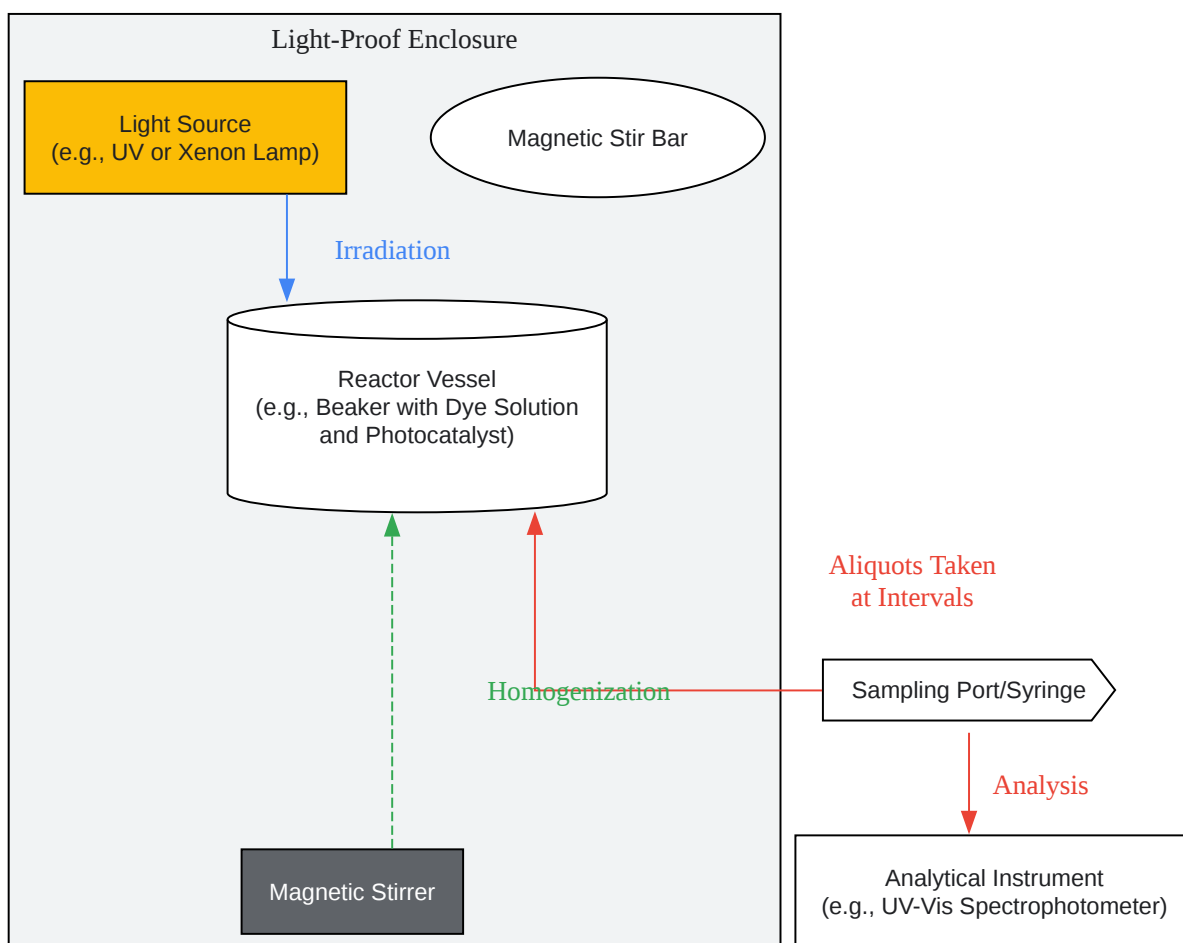 Light-Proof Enclosure
Light Source
(e.g., UV or Xenon Lamp)
Magnetic Stir Bar
Irradiation
Reactor Vessel
(e.g., Beaker with Dye Solution
and Photocatalyst)
Aliquots Taken
at Intervals
Homogenization
Sampling Port/Syringe
Analysis
Magnetic Stirrer
Analytical Instrument
(e.g., UV-Vis Spectrophotometer)